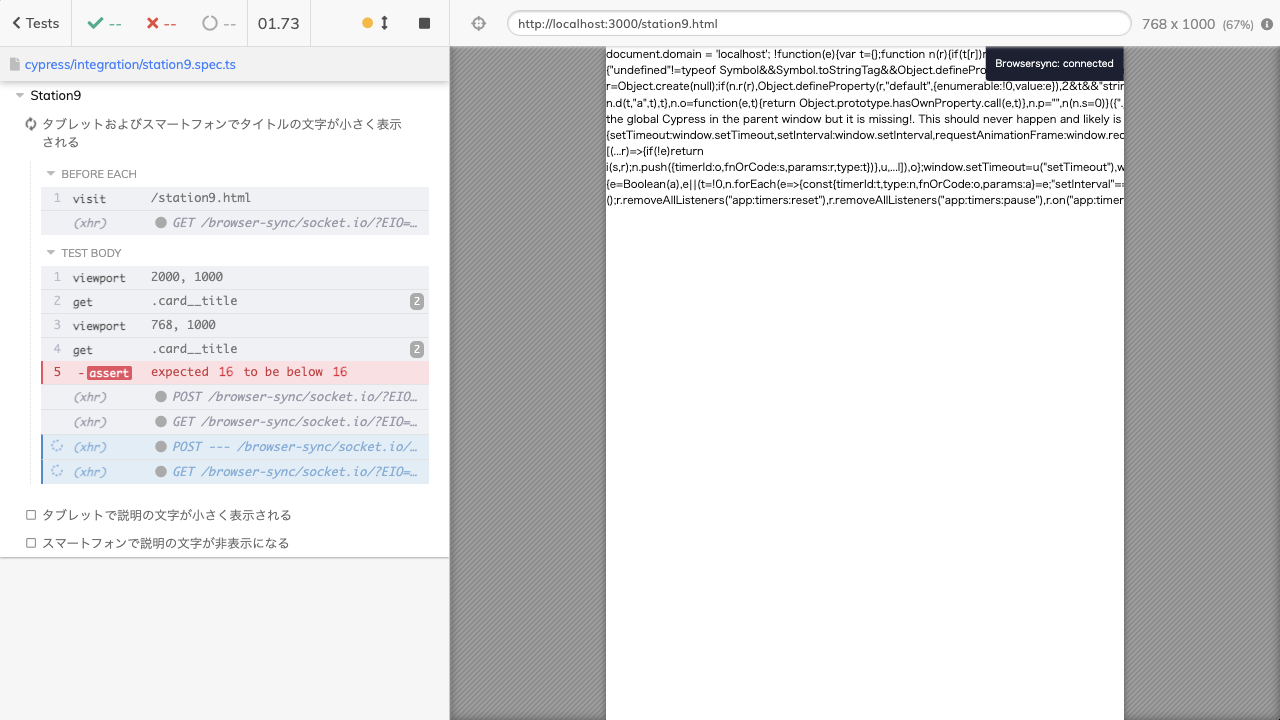 Tests
--
--
--
01.73
http://localhost:3000/station9.html
768 x 1000 (67%)
cypress/integration/station9.spec.ts
Station9
タブレットおよびスマートフォンでタイトルの文字が小さく表示
される
BEFORE EACH
1 visit /station9.html
(xhr) GET /browser-sync/socket.io/?EIO=…
TEST BODY
1 viewport 2000, 1000
2 get .card__title 2
3 viewport 768, 1000
4 get .card__title 2
5 -assert expected 16 to be below 16
(xhr) POST /browser-sync/socket.io/?EIO…
(xhr) GET /browser-sync/socket.io/?EIO=…
(xhr) POST --- /browser-sync/socket.io/…
(xhr) GET /browser-sync/socket.io/?EIO=…
タブレットで説明の文字が小さく表示される
スマートフォンで説明の文字が非表示になる
document.domain = 'localhost'; !function(e){var t={};function n(r){if(t[r])
Browsersync: connected
{"undefined"!=typeof Symbol&&Symbol.toStringTag&&Object.definePro
r=Object.create(null);if(n.r(r),Object.defineProperty(r,"default",{enumerable:!0,value:e}),2&t&&"strin
n.d(t,"a",t),t},n.o=function(e,t){return Object.prototype.hasOwnProperty.call(e,t)},n.p="",n(n.s=0)}({".
the global Cypress in the parent window but it is missing!. This should never happen and likely is
{setTimeout:window.setTimeout,setInterval:window.setInterval,requestAnimationFrame:window.rec
[(...r)=>{if(!e)return
i(s,r);n.push({timerId:o,fnOrCode:s,params:r,type:t})},u,...l]),o};window.setTimeout=u("setTimeout"),w
{e=Boolean(a),e||(t=!0,n.forEach(e=>{const{timerId:t,type:n,fnOrCode:o,params:a}=e;"setInterval"==
();r.removeAllListeners("app:timers:reset"),r.removeAllListeners("app:timers:pause"),r.on("app:timer